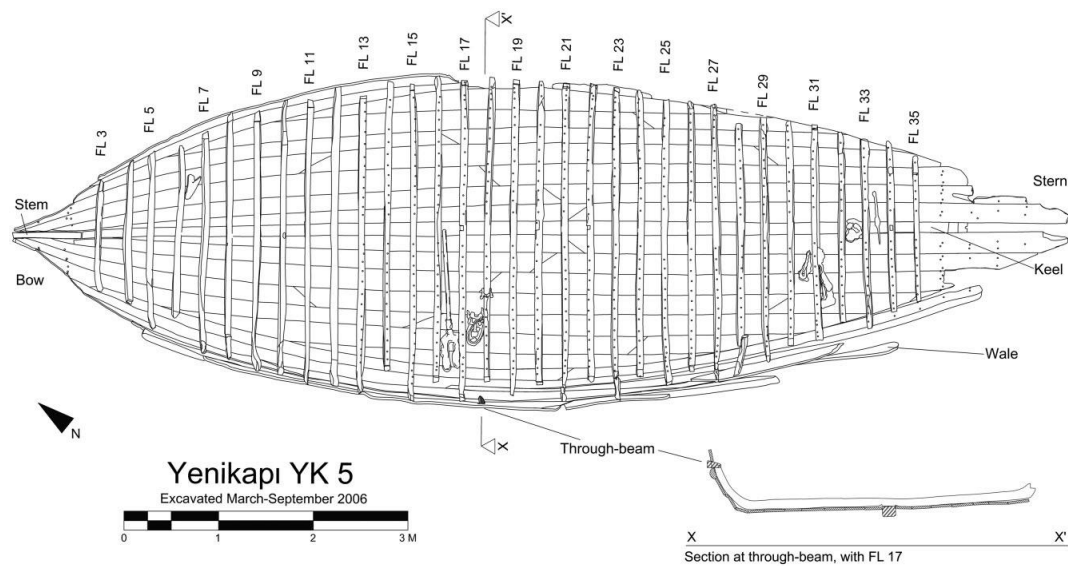 X'
FL 3
FL 5
FL 7
FL 9
FL 11
FL 13
FL 15
FL 17
FL 19
FL 21
FL 23
FL 25
FL 27
FL 29
FL 31
FL 33
FL 35
Stem
Stern
Bow
Keel
Wale
N
X
Through-beam
Yenikapı YK 5
Excavated March-September 2006
0 1 2 3 M
X X'
Section at through-beam, with FL 17